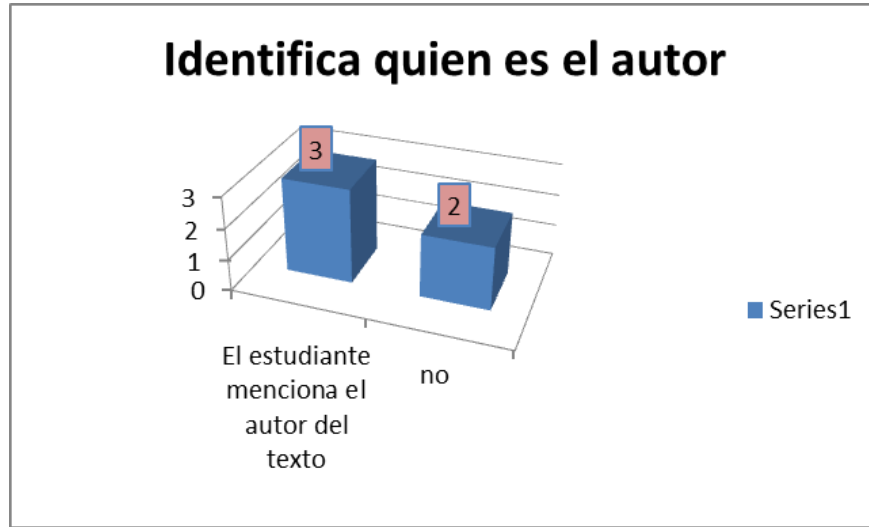 Identifica quien es el autor
3
2
3
2
1
0
El estudiante
menciona el
autor del
texto
no
Series1